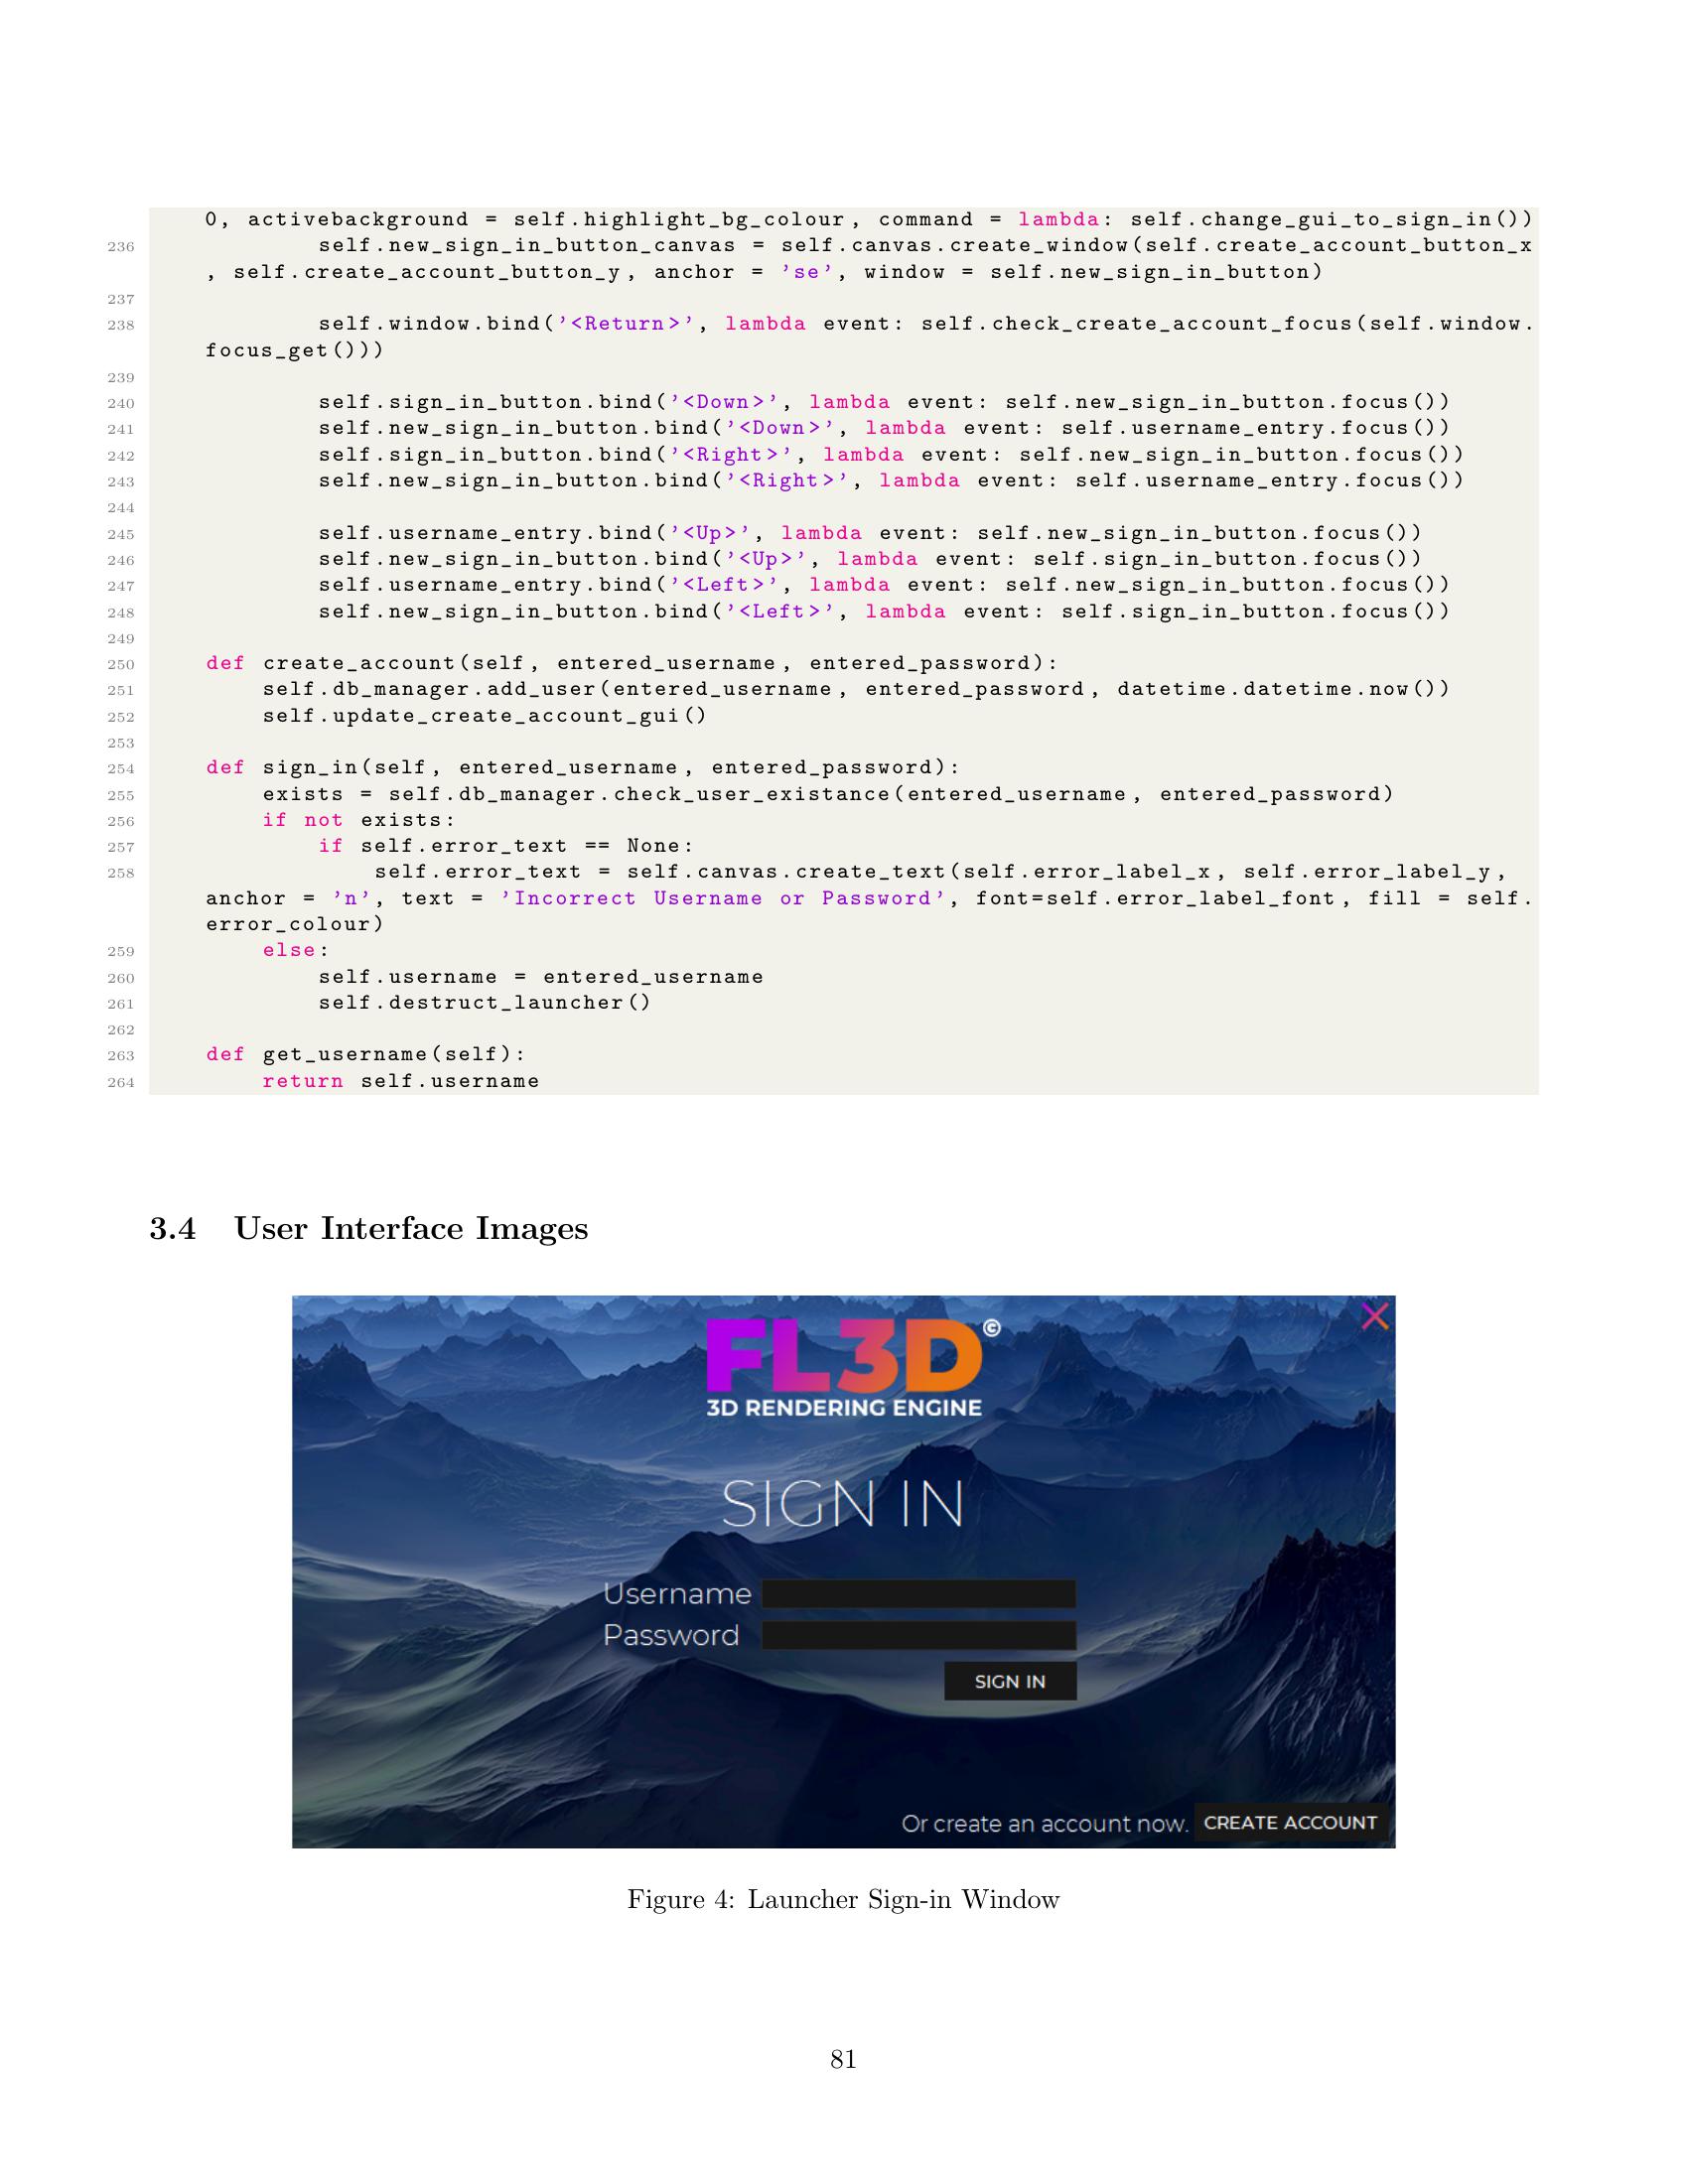 0, activebackground = self.highlight_bg_colour, command = lambda: self.change_gui_to_sign_in())
236 self.new_sign_in_button_canvas = self.canvas.create_window(self.create_account_button_x
, self.create_account_button_y, anchor = 'se', window = self.new_sign_in_button)
237
238 self.window.bind('<Return>', lambda event: self.check_create_account_focus(self.window.
focus_get()))
239
240 self.sign_in_button.bind('<Down>', lambda event: self.new_sign_in_button.focus())
241 self.new_sign_in_button.bind('<Down>', lambda event: self.username_entry.focus())
242 self.sign_in_button.bind('<Right>', lambda event: self.new_sign_in_button.focus())
243 self.new_sign_in_button.bind('<Right>', lambda event: self.username_entry.focus())
244
245 self.username_entry.bind('<Up>', lambda event: self.new_sign_in_button.focus())
246 self.new_sign_in_button.bind('<Up>', lambda event: self.sign_in_button.focus())
247 self.username_entry.bind('<Left>', lambda event: self.new_sign_in_button.focus())
248 self.new_sign_in_button.bind('<Left>', lambda event: self.sign_in_button.focus())
249
250 def create_account(self, entered_username, entered_password):
251 self.db_manager.add_user(entered_username, entered_password, datetime.datetime.now())
252 self.update_create_account_gui()
253
254 def sign_in(self, entered_username, entered_password):
255 exists = self.db_manager.check_user_existance(entered_username, entered_password)
256 if not exists:
257 if self.error_text == None:
258 self.error_text = self.canvas.create_text(self.error_label_x, self.error_label_y,
anchor = 'n', text = 'Incorrect Username or Password', font=self.error_label_font, fill = self.
error_colour)
259 else:
260 self.username = entered_username
261 self.destruct_launcher()
262
263 def get_username(self):
264 return self.username
3.4 User Interface Images
FL3D©
3D RENDERING ENGINE
SIGN IN
Username
Password
SIGN IN
Or create an account now. CREATE ACCOUNT
Figure 4: Launcher Sign-in Window
81